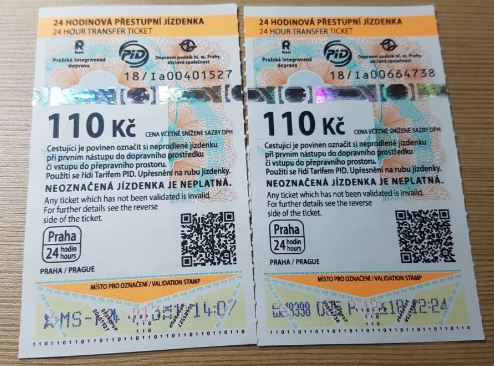 24 HODINOVÁ PŘESTUPNÍ JÍZDENKA
24 HOUR TRANSFER TICKET
Pražská integrovaná
doprava
PID
Dopravní podnik hl. m. Prahy,
akciová společnost
18/Ia00401527
110 Kč
CENA VČETNĚ SNÍŽENÉ SAZBY DPH
Cestující je povinen označit si neprodleně jízdenku
při prvním nástupu do dopravního prostředku
či vstupu do přepravního prostoru.
Použití se řídí Tarifem PID. Upřesnění na rubu jízdenky.
NEOZNAČENÁ JÍZDENKA JE NEPLATNÁ.
Any ticket which has not been validated is invalid.
For further details see the reverse
side of the ticket.
Praha
24 hodin
hours
PRAHA / PRAGUE
MÍSTO PRO OZNAČENÍ / VALIDATION STAMP
14:07
24 HODINOVÁ PŘESTUPNÍ JÍZDENKA
24 HOUR TRANSFER TICKET
Pražská integrovaná
doprava
PID
Dopravní podnik hl. m. Prahy,
akciová společnost
18/Ia00664738
110 Kč
CENA VČETNĚ SNÍŽENÉ SAZBY DPH
Cestující je povinen označit si neprodleně jízdenku
při prvním nástupu do dopravního prostředku
či vstupu do přepravního prostoru.
Použití se řídí Tarifem PID. Upřesnění na rubu jízdenky.
NEOZNAČENÁ JÍZDENKA JE NEPLATNÁ.
Any ticket which has not been validated is invalid.
For further details see the reverse
side of the ticket.
Praha
24 hodin
hours
PRAHA / PRAGUE
MÍSTO PRO OZNAČENÍ / VALIDATION STAMP
12:24